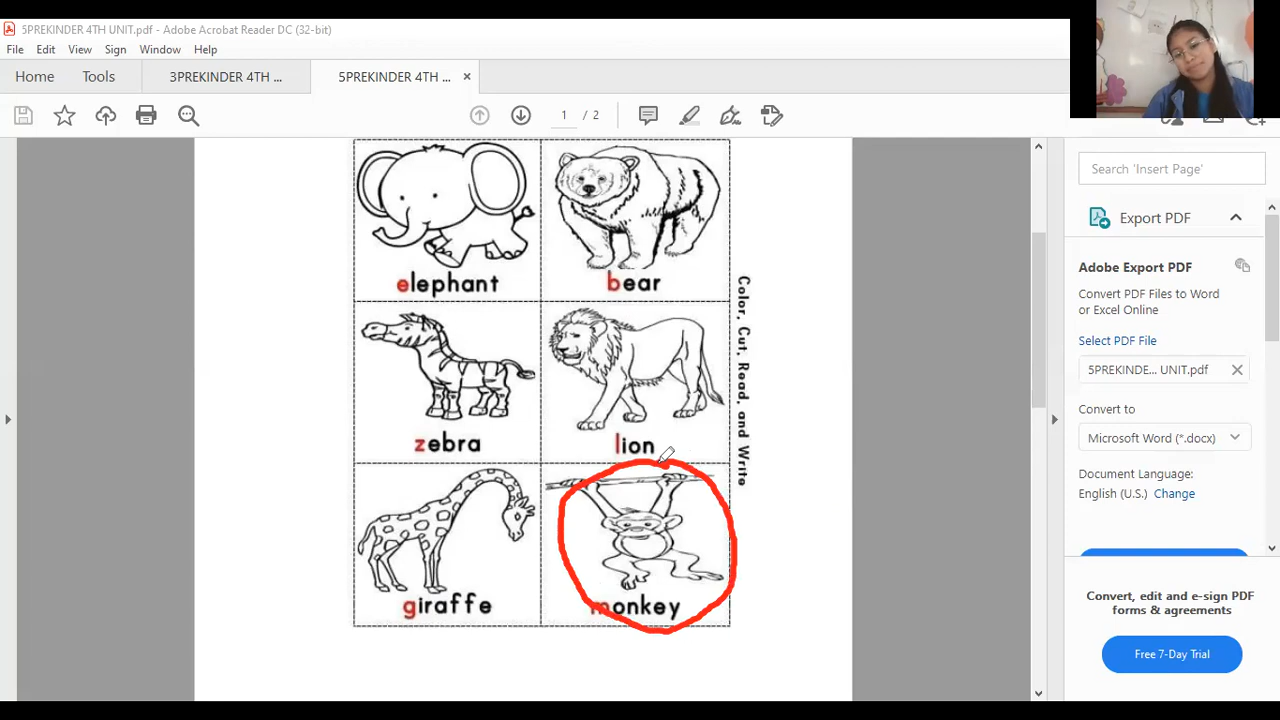 5PREKINDER 4TH UNIT.pdf - Adobe Acrobat Reader DC (32-bit)
File Edit View Sign Window Help
Home Tools 3PREKINDER 4TH ... 5PREKINDER 4TH ... ×
1 / 2
elephant bear
zebra lion
giraffe monkey
Color, Cut, Read, and Write
Search 'Insert Page'
Export PDF
Adobe Export PDF
Convert PDF Files to Word
or Excel Online
Select PDF File
5PREKINDE... UNIT.pdf
Convert to
Microsoft Word (*.docx)
Document Language:
English (U.S.) Change
Convert, edit and e-sign PDF
forms & agreements
Free 7-Day Trial